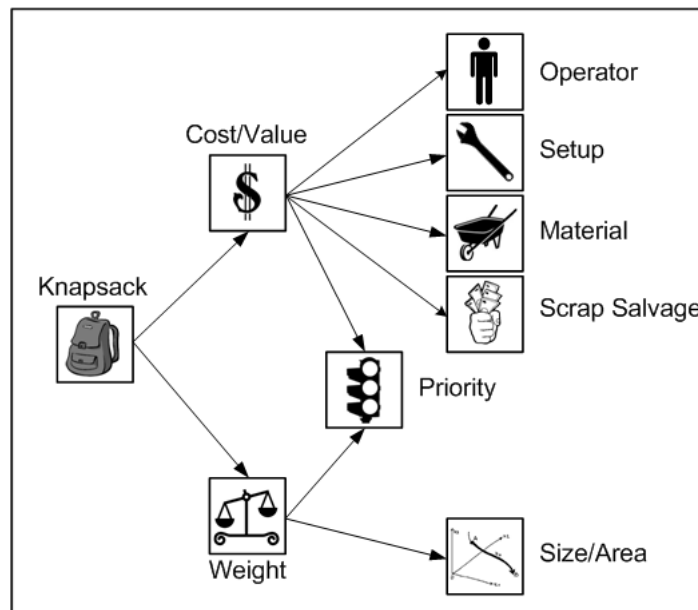 Operator
Cost/Value
Setup
$
Material
Knapsack
Scrap Salvage
Priority
Size/Area
Weight